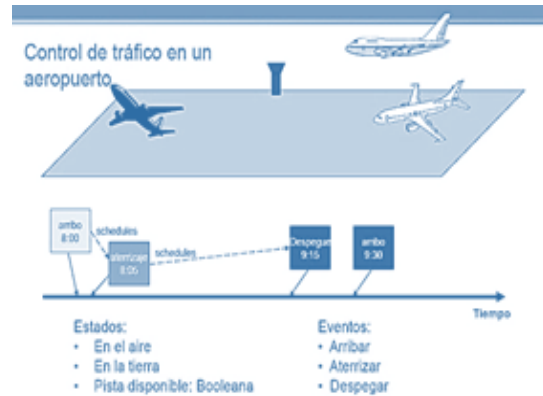 Control de tráfico en un
aeropuerto
arribo
8:00
schedules
aterrizaje
8:05
schedules
Despegue
9:15
arribo
9:30
Tiempo
Estados:
• En el aire
• En la tierra
• Pista disponible: Booleana
Eventos:
• Arribar
• Aterrizar
• Despegar